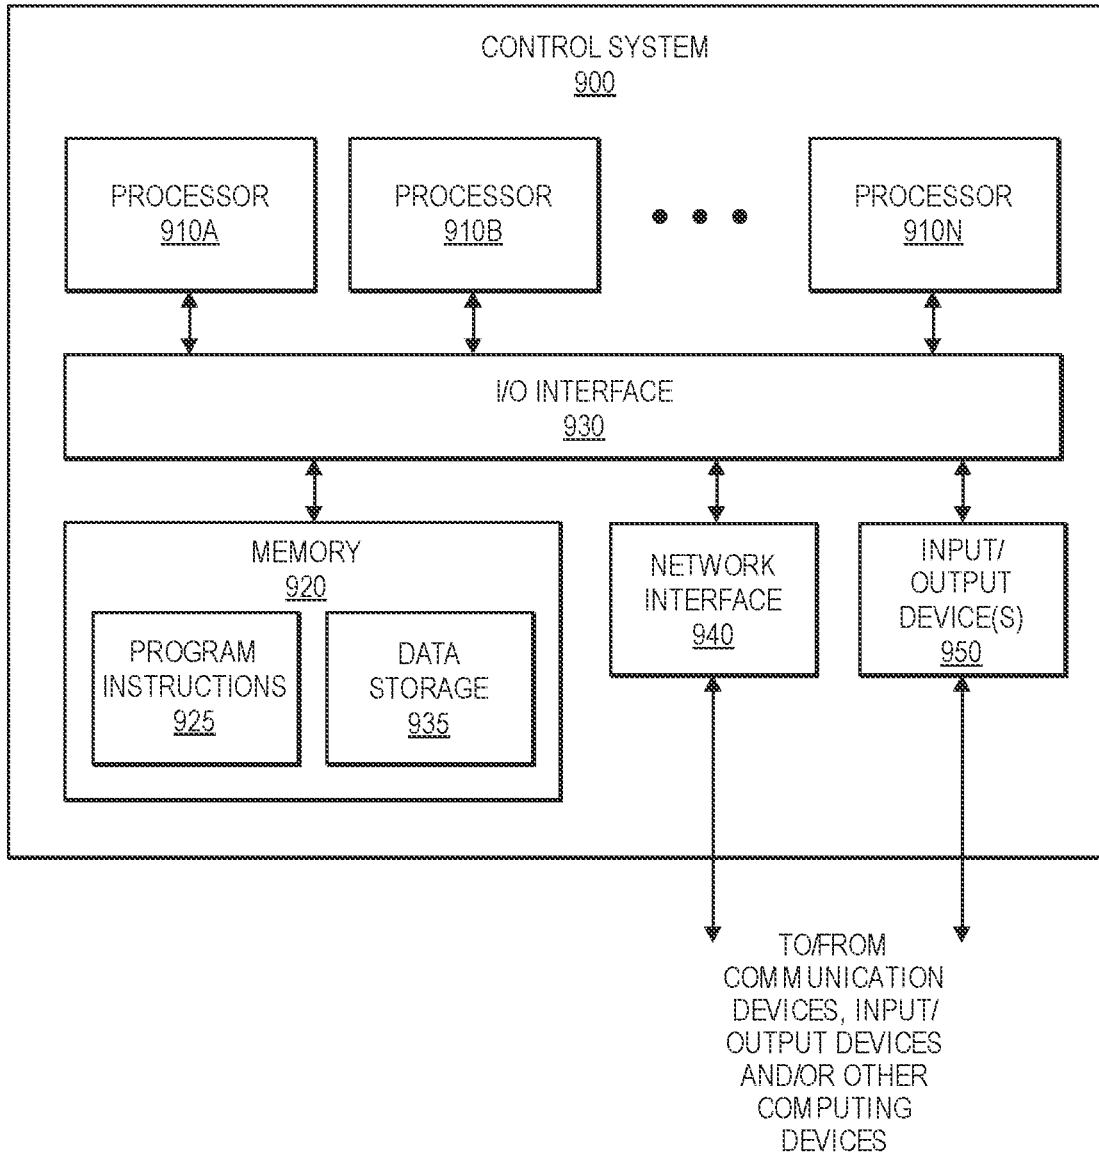 CONTROL SYSTEM
900
PROCESSOR
910A
PROCESSOR
910B
PROCESSOR
910N
I/O INTERFACE
930
MEMORY
920
PROGRAM
INSTRUCTIONS
925
DATA
STORAGE
935
NETWORK
INTERFACE
940
INPUT/
OUTPUT
DEVICE(S)
950
TO/FROM
COMMUNICATION
DEVICES, INPUT/
OUTPUT DEVICES
AND/OR OTHER
COMPUTING
DEVICES